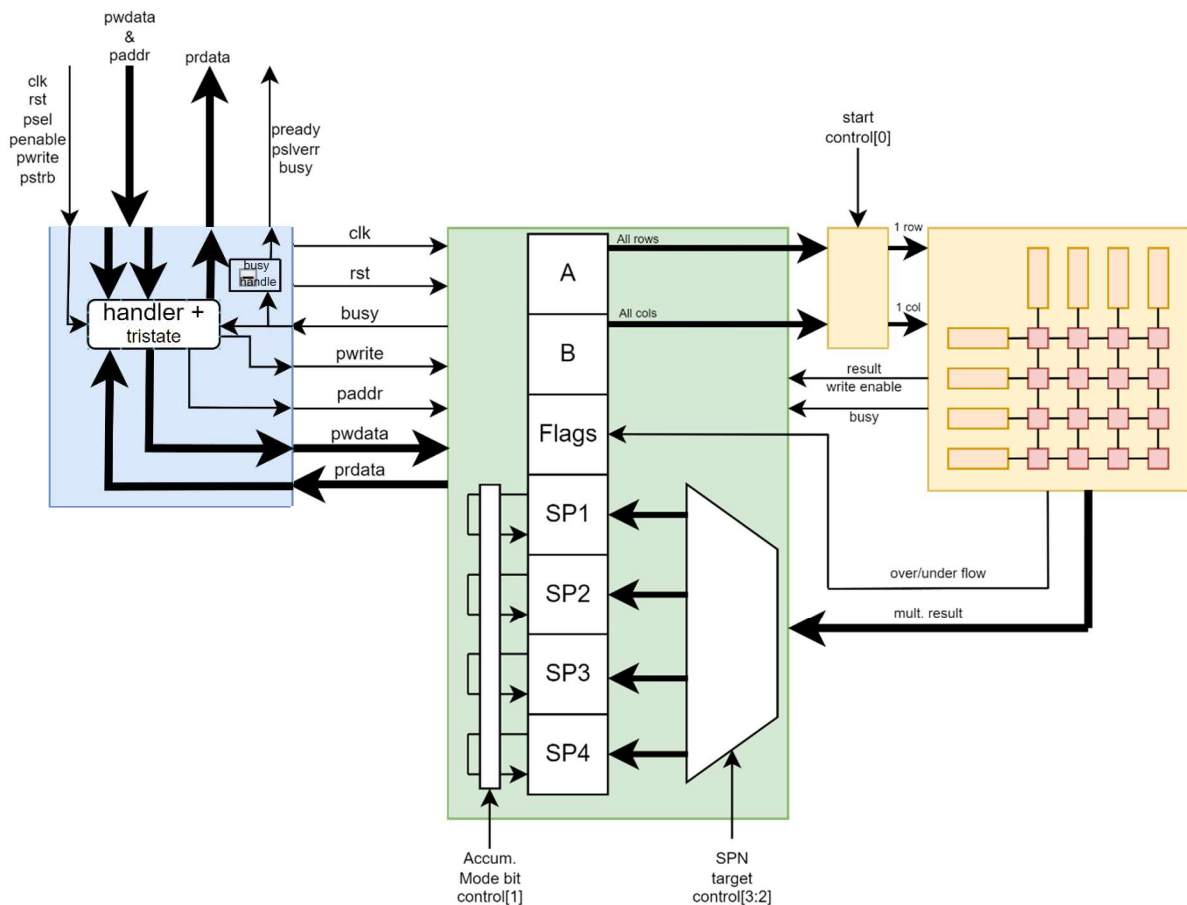 pwdata
&
paddr
prdata
clk
rst
psel
penable
pwrite
pstrb
pready
pslverr
busy
busy
handle
handler +
tristate
clk
rst
busy
pwrite
paddr
pwdata
prdata
A
B
Flags
SP1
SP2
SP3
SP4
All rows
All cols
start
control[0]
1 row
1 col
result
write enable
busy
over/under flow
mult. result
Accum.
Mode bit
control[1]
SPN
target
control[3:2]